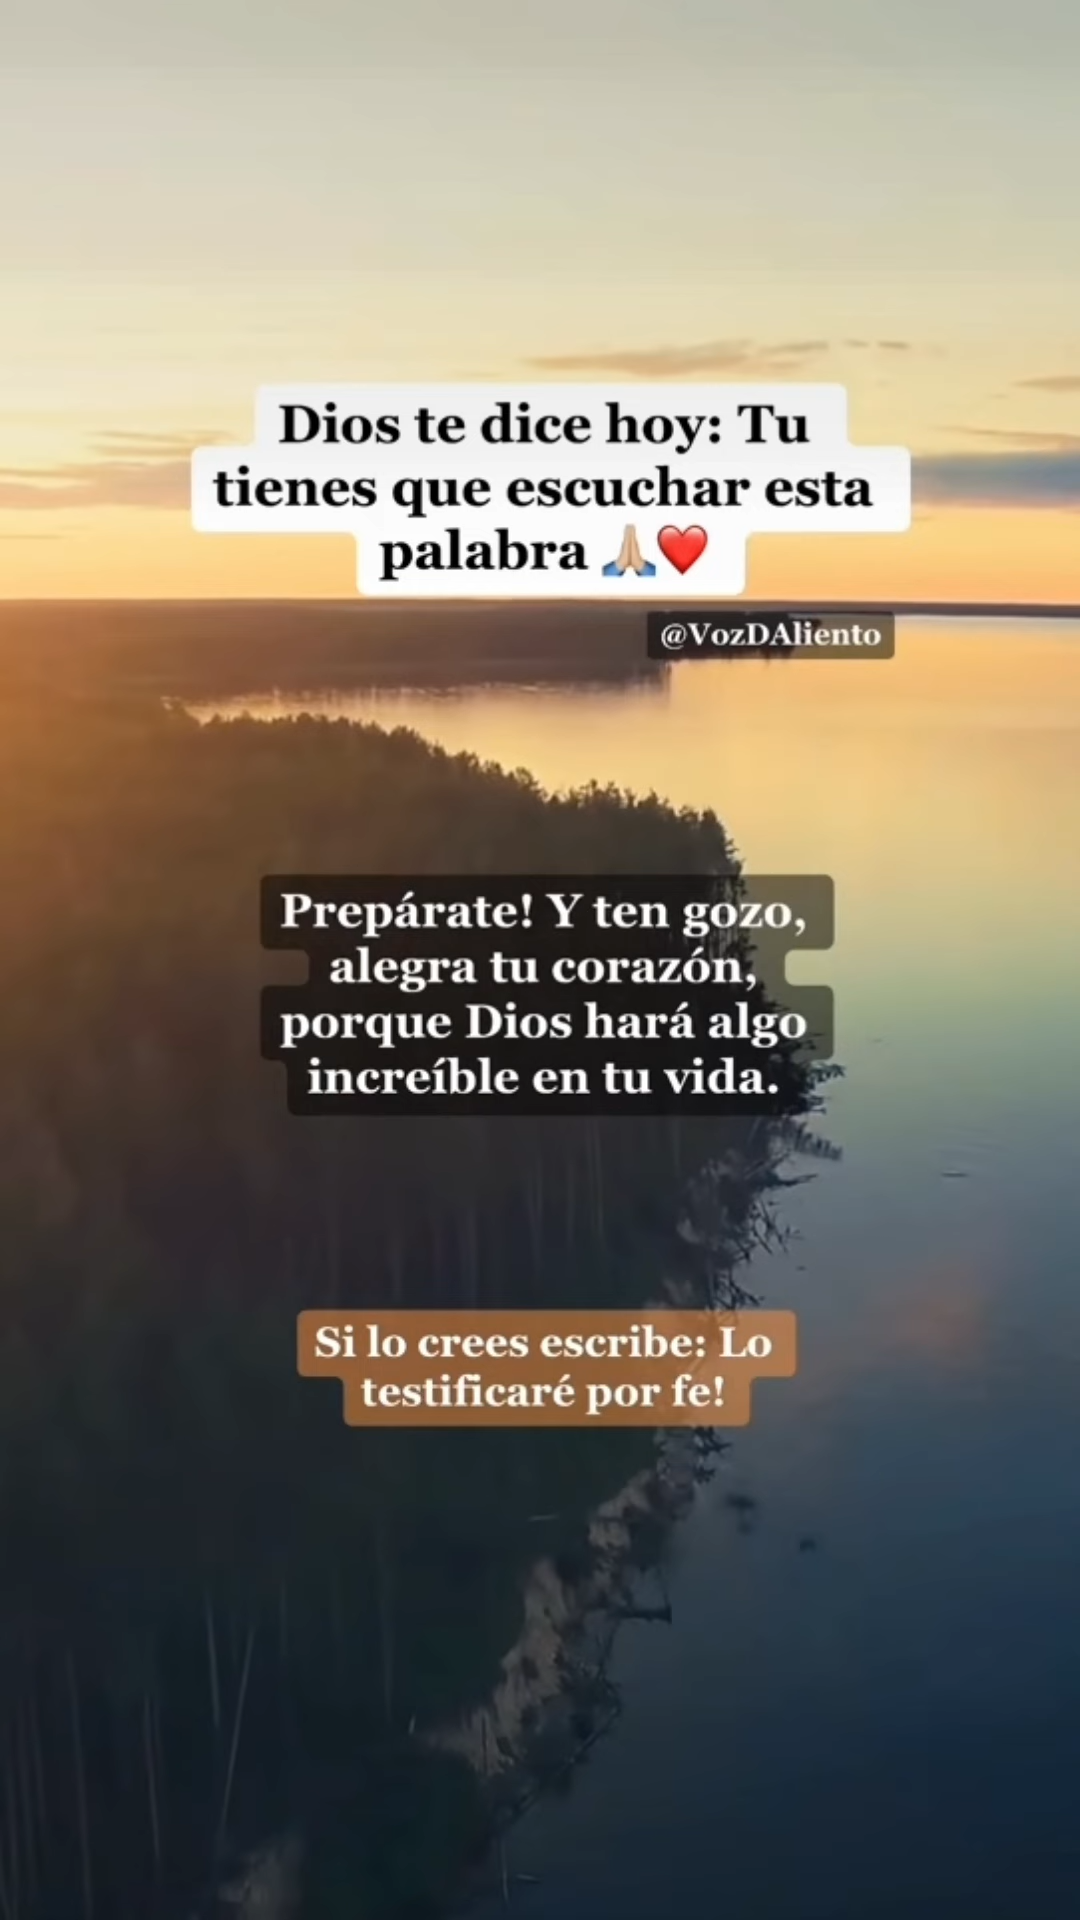 Dios te dice hoy: Tu
tienes que escuchar esta
palabra 🙏🏼❤️
@VozDAliento
Prepárate! Y ten gozo,
alegra tu corazón,
porque Dios hará algo
increíble en tu vida.
Si lo crees escribe: Lo
testificaré por fe!